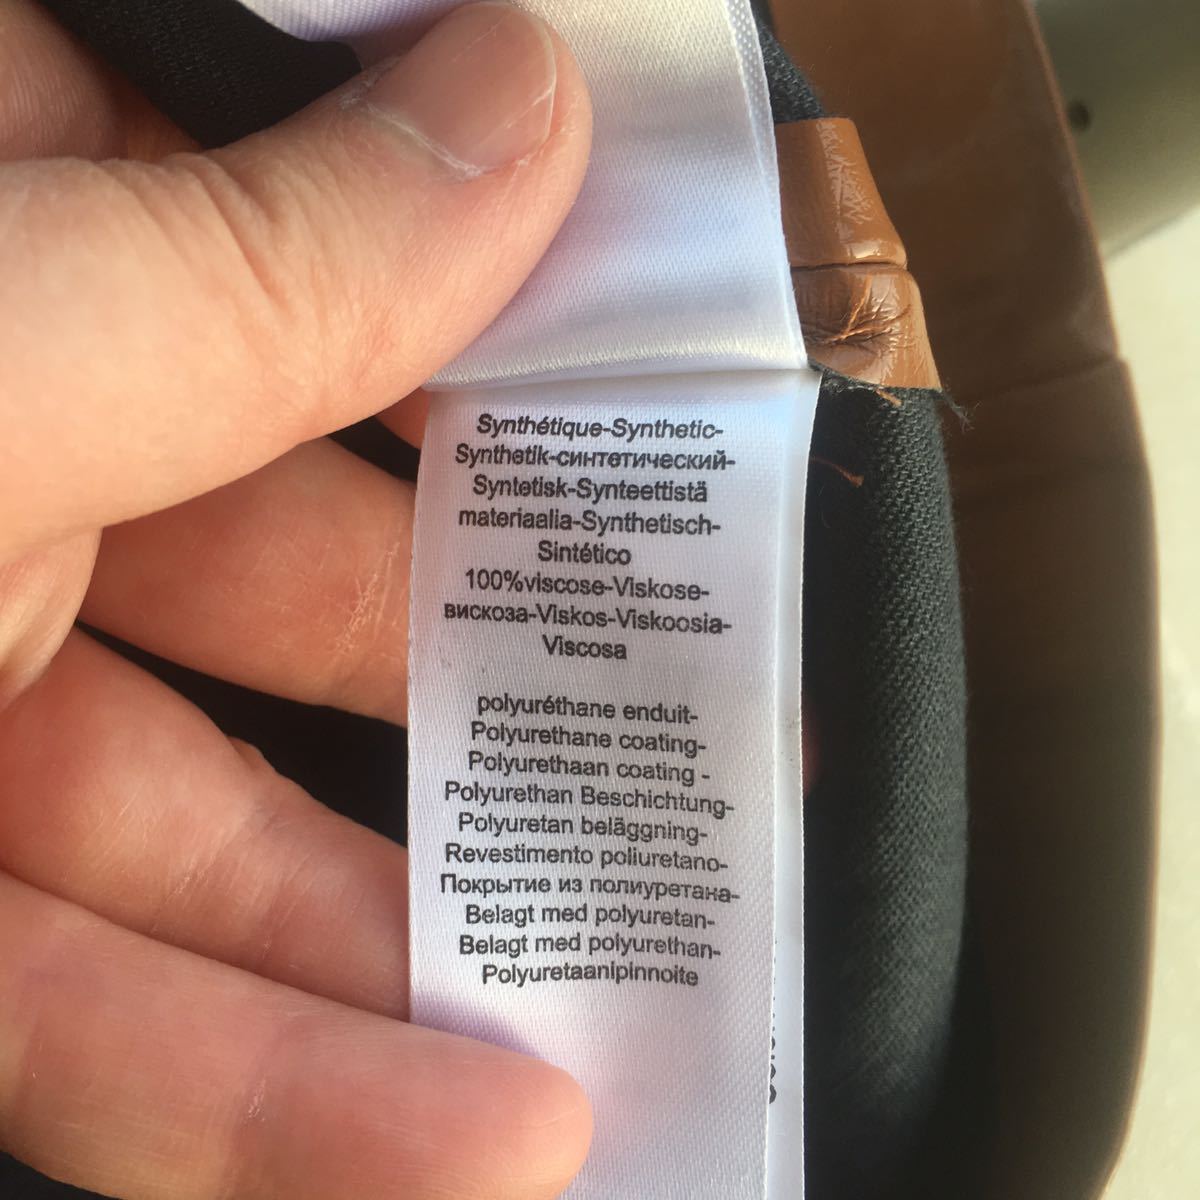 Synthétique-Synthetic-
Synthetik-синтетический-
Syntetisk-Synteettistä
materiaalia-Synthetisch-
Sintético
100%viscose-Viskose-
вискоза-Viskos-Viskoosia-
Viscosa
polyuréthane enduit-
Polyurethane coating-
Polyurethaan coating -
Polyurethan Beschichtung-
Polyuretan beläggning-
Revestimento poliuretano-
Покрытие из полиуретана-
Belagt med polyuretan-
Belagt med polyurethan-
Polyuretaanipinnoite